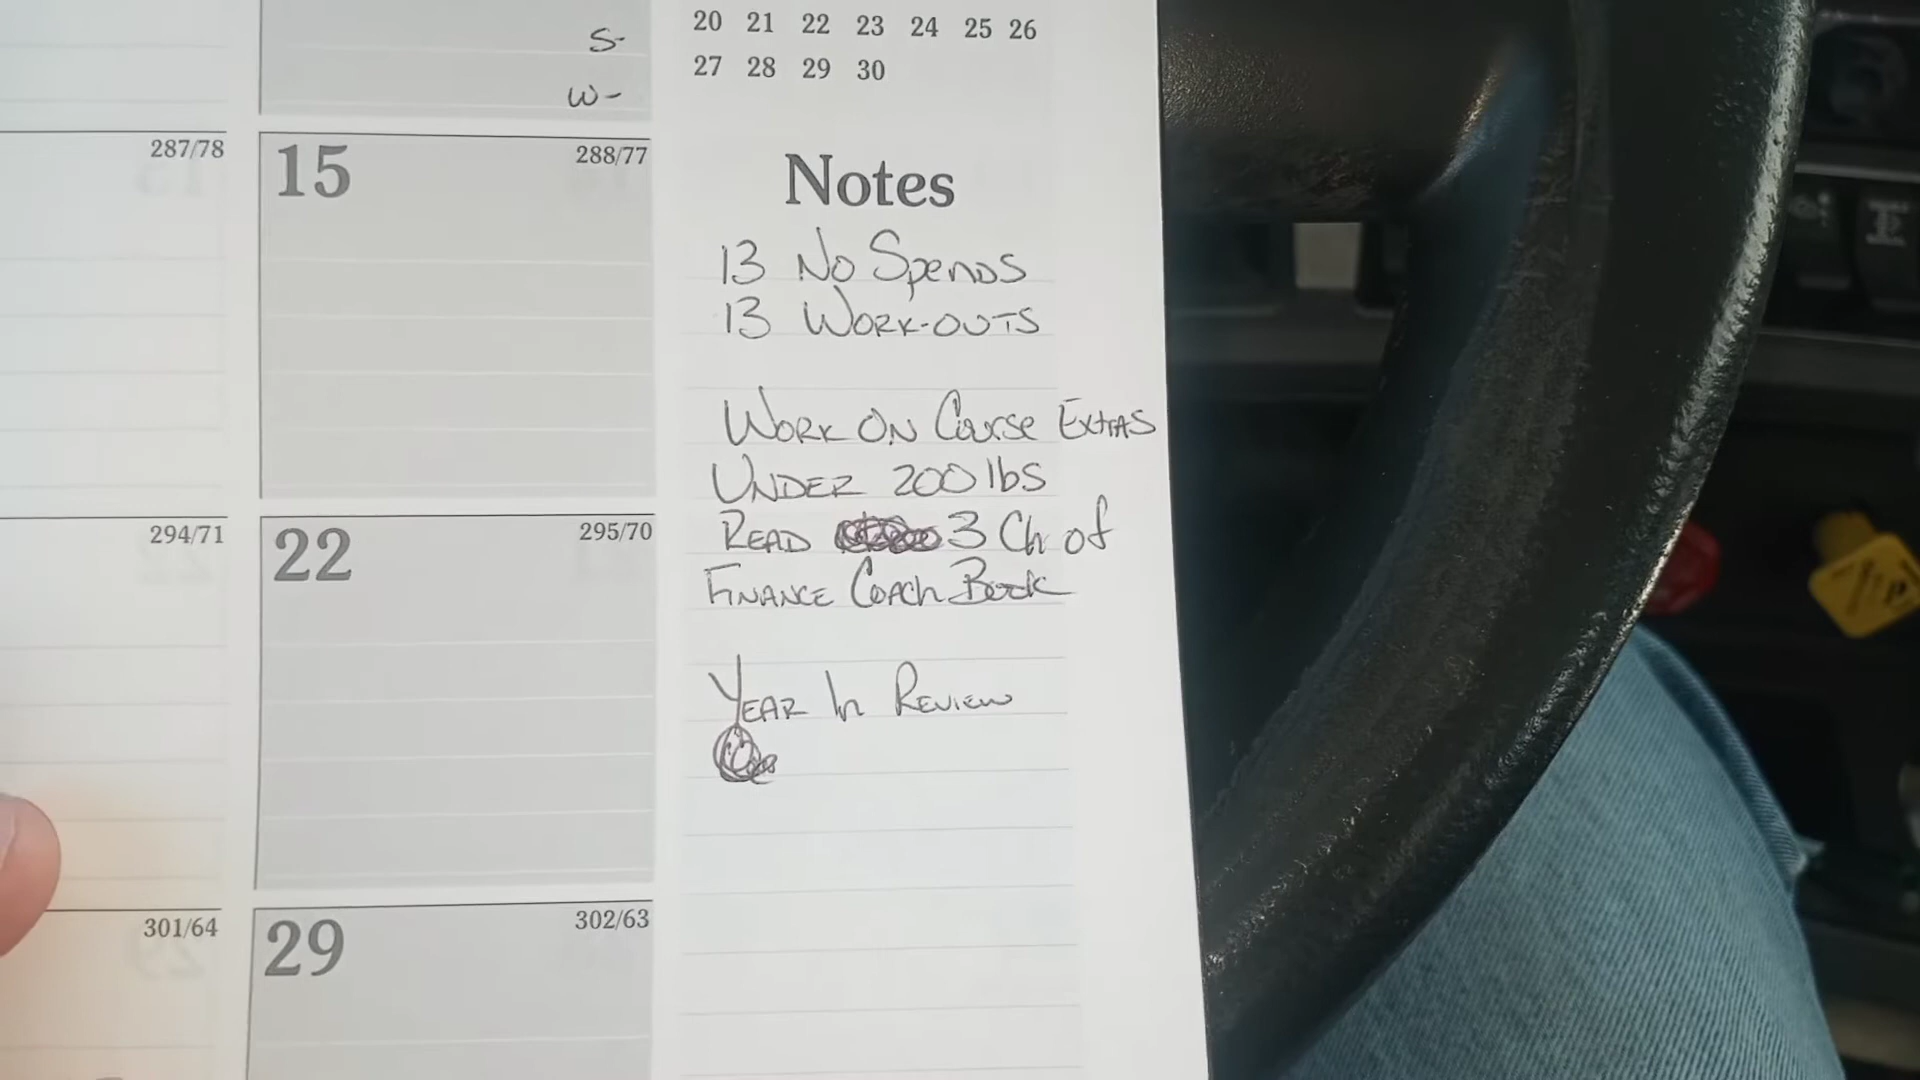 S-
W-
287/78
15
288/77
294/71
22
295/70
301/64
29
302/63
20 21 22 23 24 25 26
27 28 29 30
Notes
13 No Spends
13 Work-outs
Work On Course Extras
Under 200 lbs
Read 3 Ch of
Finance Coach Book
Year In Review